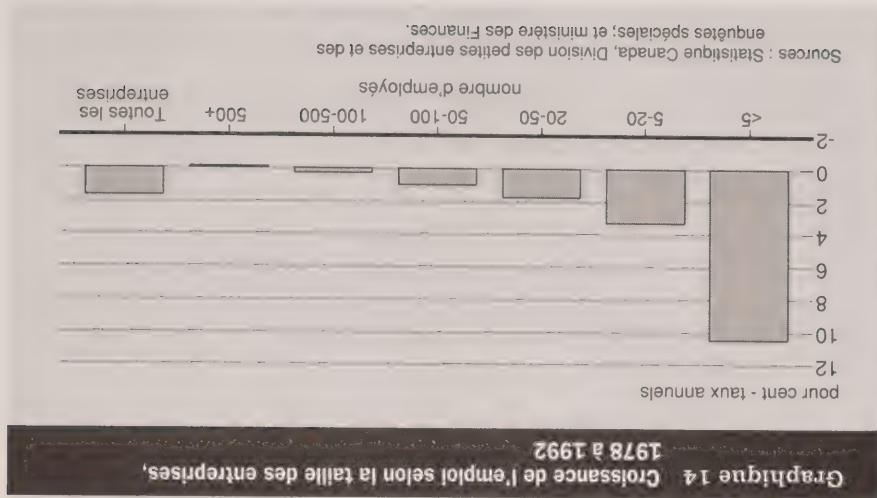 Graphique 14 Croissance de l'emploi selon la taille des entreprises,
1978 à 1992
pour cent - taux annuels
12
10
8
6
4
2
0
-2
<5 5-20 20-50 50-100 100-500 500+ Toutes les
entreprises
nombre d'employés
Sources : Statistique Canada, Division des petites entreprises et des
enquêtes spéciales; et ministère des Finances.